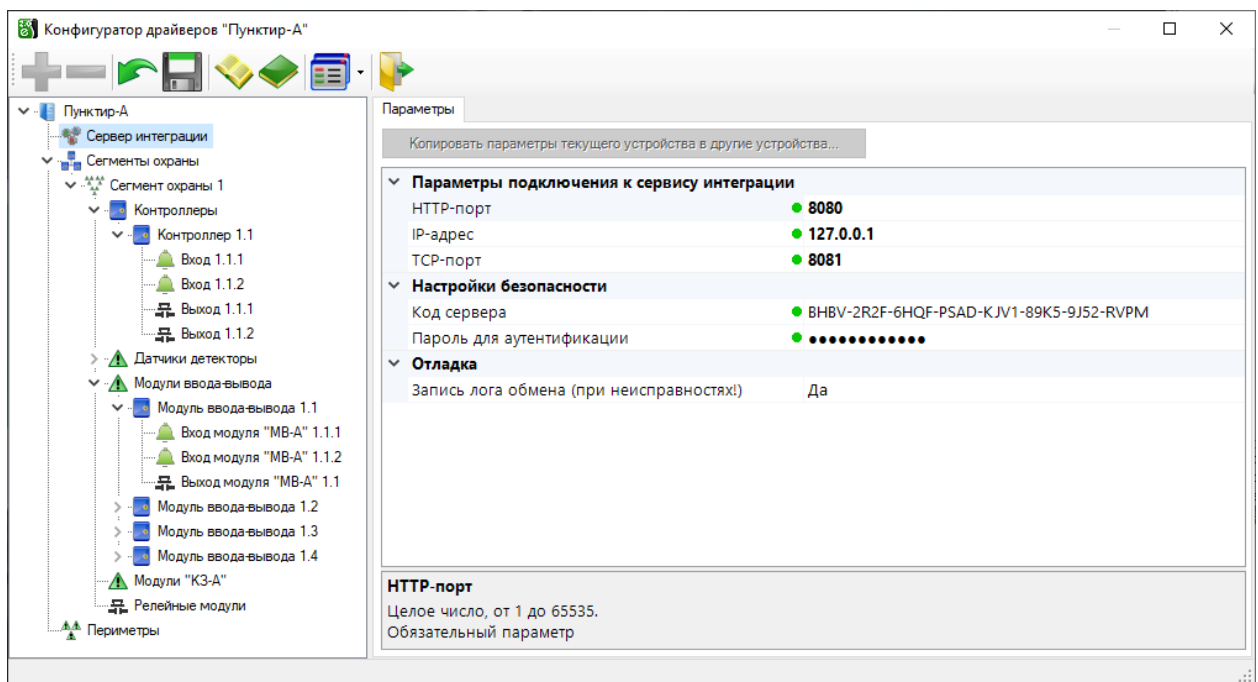 Конфигуратор драйверов "Пунктир-А"
Пунктир-А
Сервер интеграции
Сегменты охраны
Сегмент охраны 1
Контроллеры
Контроллер 1.1
Вход 1.1.1
Вход 1.1.2
Выход 1.1.1
Выход 1.1.2
Датчики детекторы
Модули ввода-вывода
Модуль ввода-вывода 1.1
Вход модуля "МВ-А" 1.1.1
Вход модуля "МВ-А" 1.1.2
Выход модуля "МВ-А" 1.1
Модуль ввода-вывода 1.2
Модуль ввода-вывода 1.3
Модуль ввода-вывода 1.4
Модули "КЗ-А"
Релейные модули
Периметры
Параметры
Копировать параметры текущего устройства в другие устройства...
Параметры подключения к сервису интеграции
HTTP-порт 8080
IP-адрес 127.0.0.1
TCP-порт 8081
Настройки безопасности
Код сервера BHBV-2R2F-6HQF-PSAD-KJV1-89K5-9J52-RVPM
Пароль для аутентификации ●●●●●●●●●●●●
Отладка
Запись лога обмена (при неисправностях!) Да
HTTP-порт
Целое число, от 1 до 65535.
Обязательный параметр